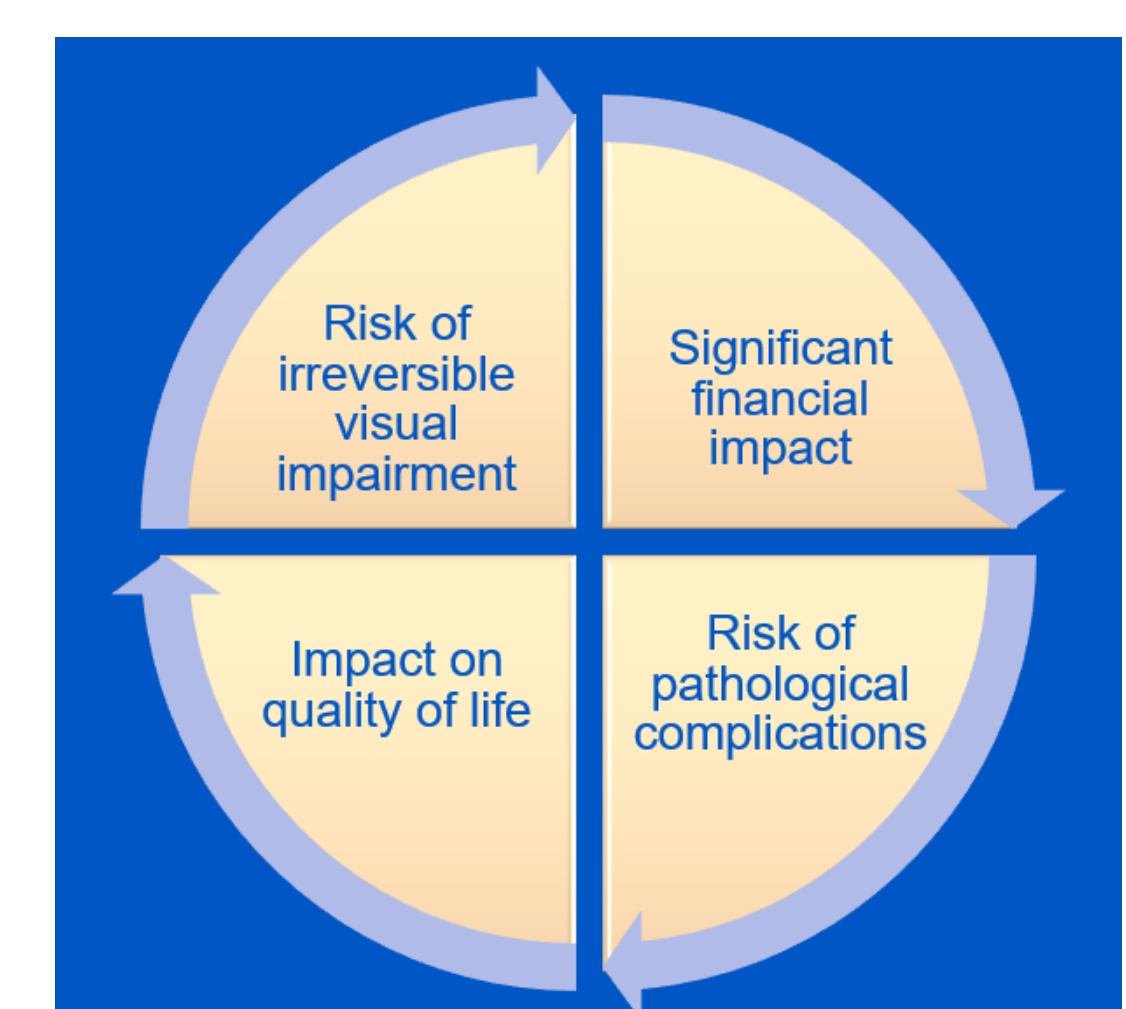 Risk of
irreversible
visual
impairment
Significant
financial
impact
Impact on
quality of life
Risk of
pathological
complications